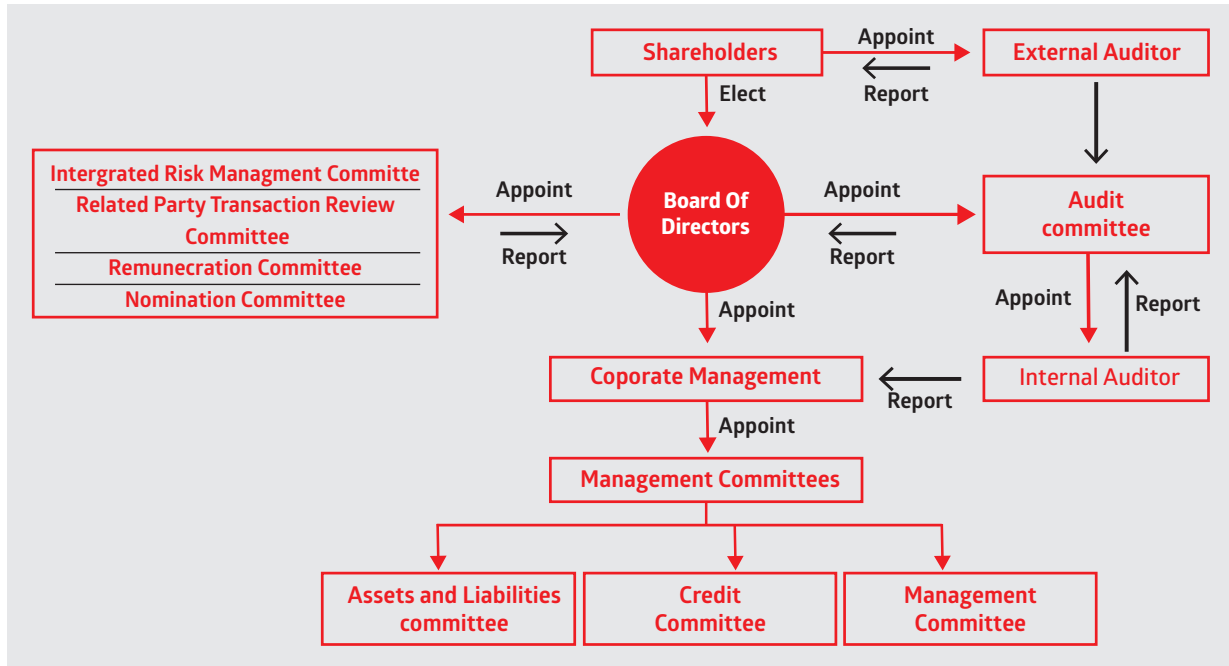 Shareholders
Appoint
Report
External Auditor
Elect
Intergrated Risk Managment Committe
Related Party Transaction Review
Committee
Remunecration Committee
Nomination Committee
Appoint
Report
Board Of
Directors
Appoint
Report
Audit
committee
Appoint
Appoint
Report
Coporate Management
Report
Internal Auditor
Appoint
Management Committees
Assets and Liabilities
committee
Credit
Committee
Management
Committee